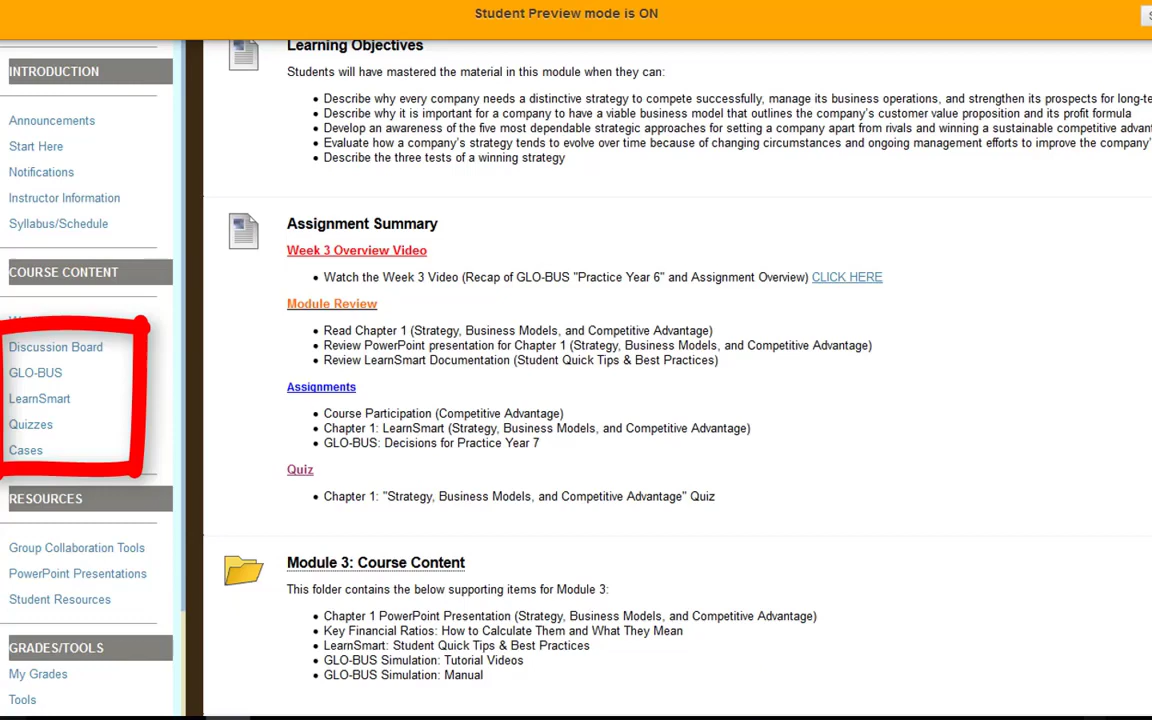 Student Preview mode is ON
INTRODUCTION
Announcements
Start Here
Notifications
Instructor Information
Syllabus/Schedule
COURSE CONTENT
Discussion Board
GLO-BUS
LearnSmart
Quizzes
Cases
RESOURCES
Group Collaboration Tools
PowerPoint Presentations
Student Resources
GRADES/TOOLS
My Grades
Tools
Learning Objectives
Students will have mastered the material in this module when they can:
• Describe why every company needs a distinctive strategy to compete successfully, manage its business operations, and strengthen its prospects for long-te
• Describe why it is important for a company to have a viable business model that outlines the company's customer value proposition and its profit formula
• Develop an awareness of the five most dependable strategic approaches for setting a company apart from rivals and winning a sustainable competitive advan
• Evaluate how a company's strategy tends to evolve over time because of changing circumstances and ongoing management efforts to improve the company'
• Describe the three tests of a winning strategy
Assignment Summary
Week 3 Overview Video
• Watch the Week 3 Video (Recap of GLO-BUS "Practice Year 6" and Assignment Overview) CLICK HERE
Module Review
• Read Chapter 1 (Strategy, Business Models, and Competitive Advantage)
• Review PowerPoint presentation for Chapter 1 (Strategy, Business Models, and Competitive Advantage)
• Review LearnSmart Documentation (Student Quick Tips & Best Practices)
Assignments
• Course Participation (Competitive Advantage)
• Chapter 1: LearnSmart (Strategy, Business Models, and Competitive Advantage)
• GLO-BUS: Decisions for Practice Year 7
Quiz
• Chapter 1: "Strategy, Business Models, and Competitive Advantage" Quiz
Module 3: Course Content
This folder contains the below supporting items for Module 3:
• Chapter 1 PowerPoint Presentation (Strategy, Business Models, and Competitive Advantage)
• Key Financial Ratios: How to Calculate Them and What They Mean
• LearnSmart: Student Quick Tips & Best Practices
• GLO-BUS Simulation: Tutorial Videos
• GLO-BUS Simulation: Manual